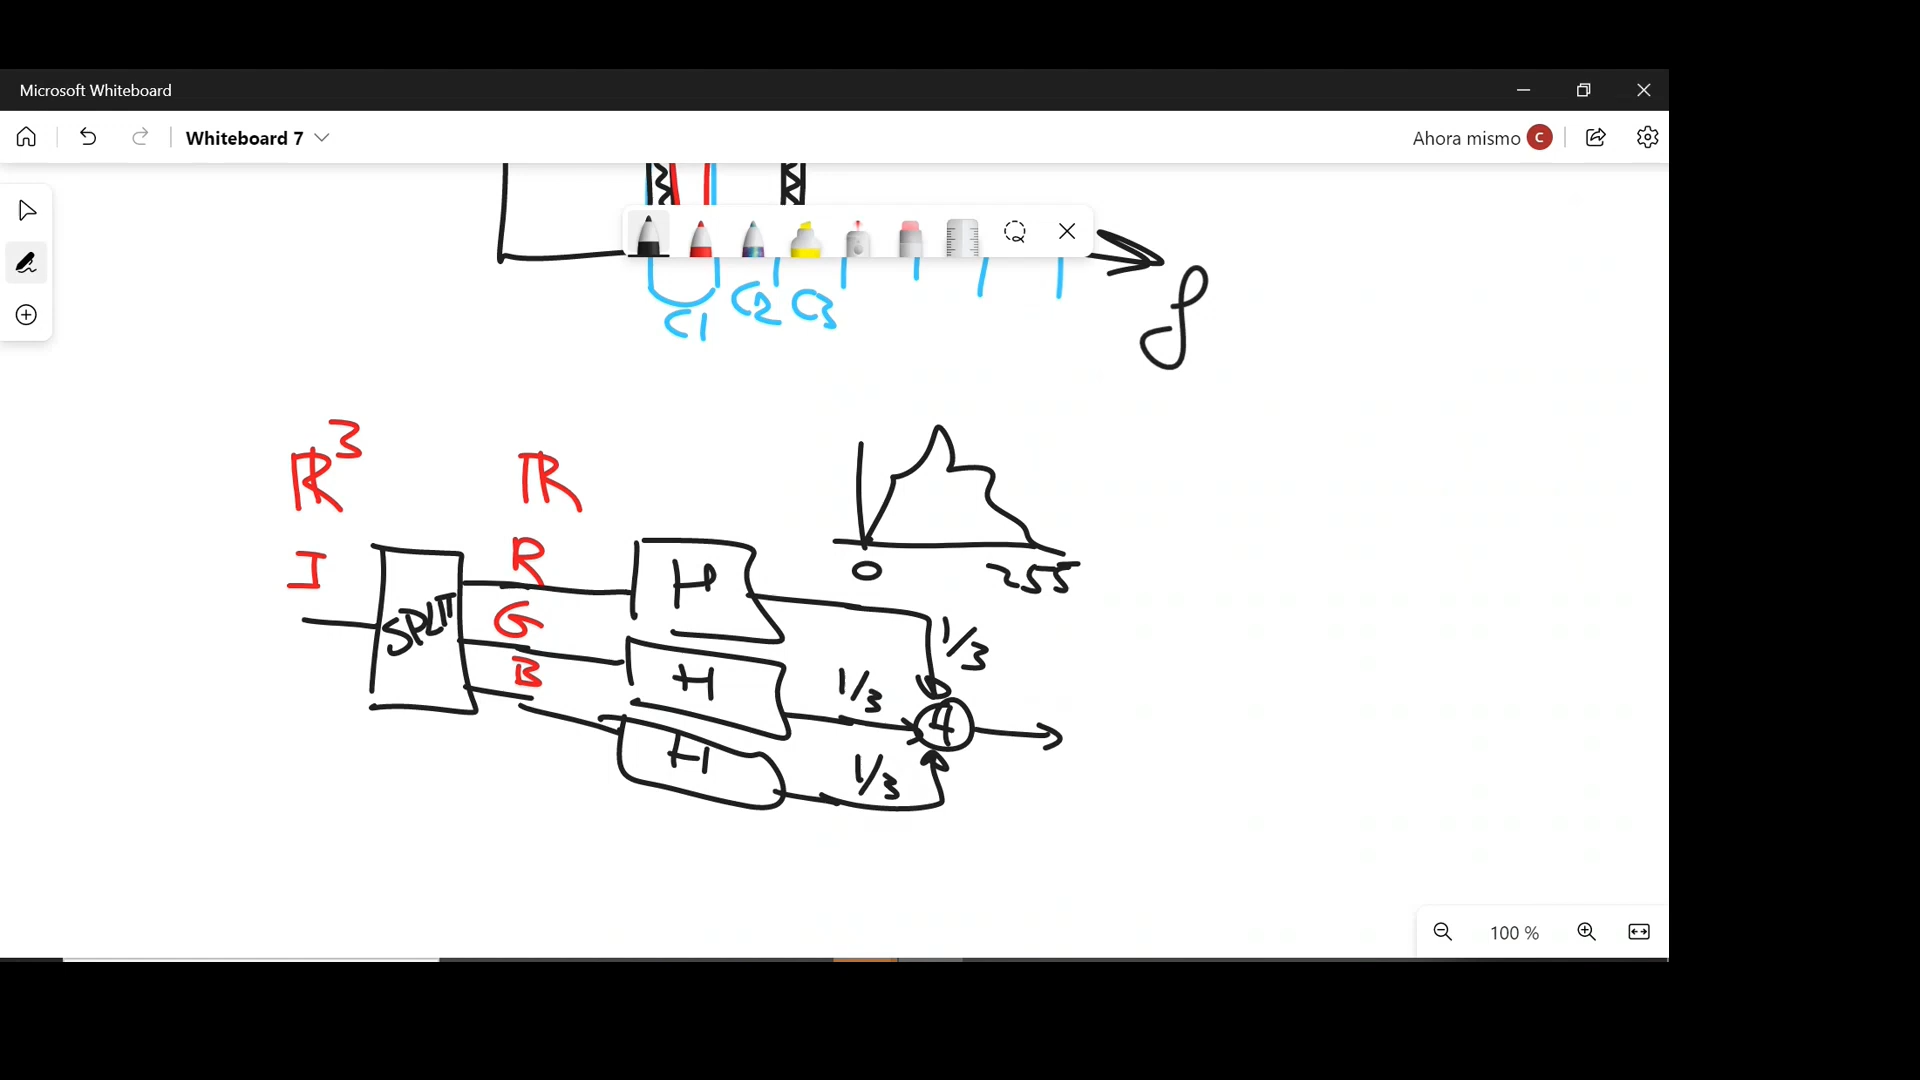 Microsoft Whiteboard
Whiteboard 7
Ahora mismo C
C1 C2 C3
f
ℝ³ ℝ
I
SPLIT
R
G
B
H
H
H
0 255
1/3
1/3
1/3
+
100 %